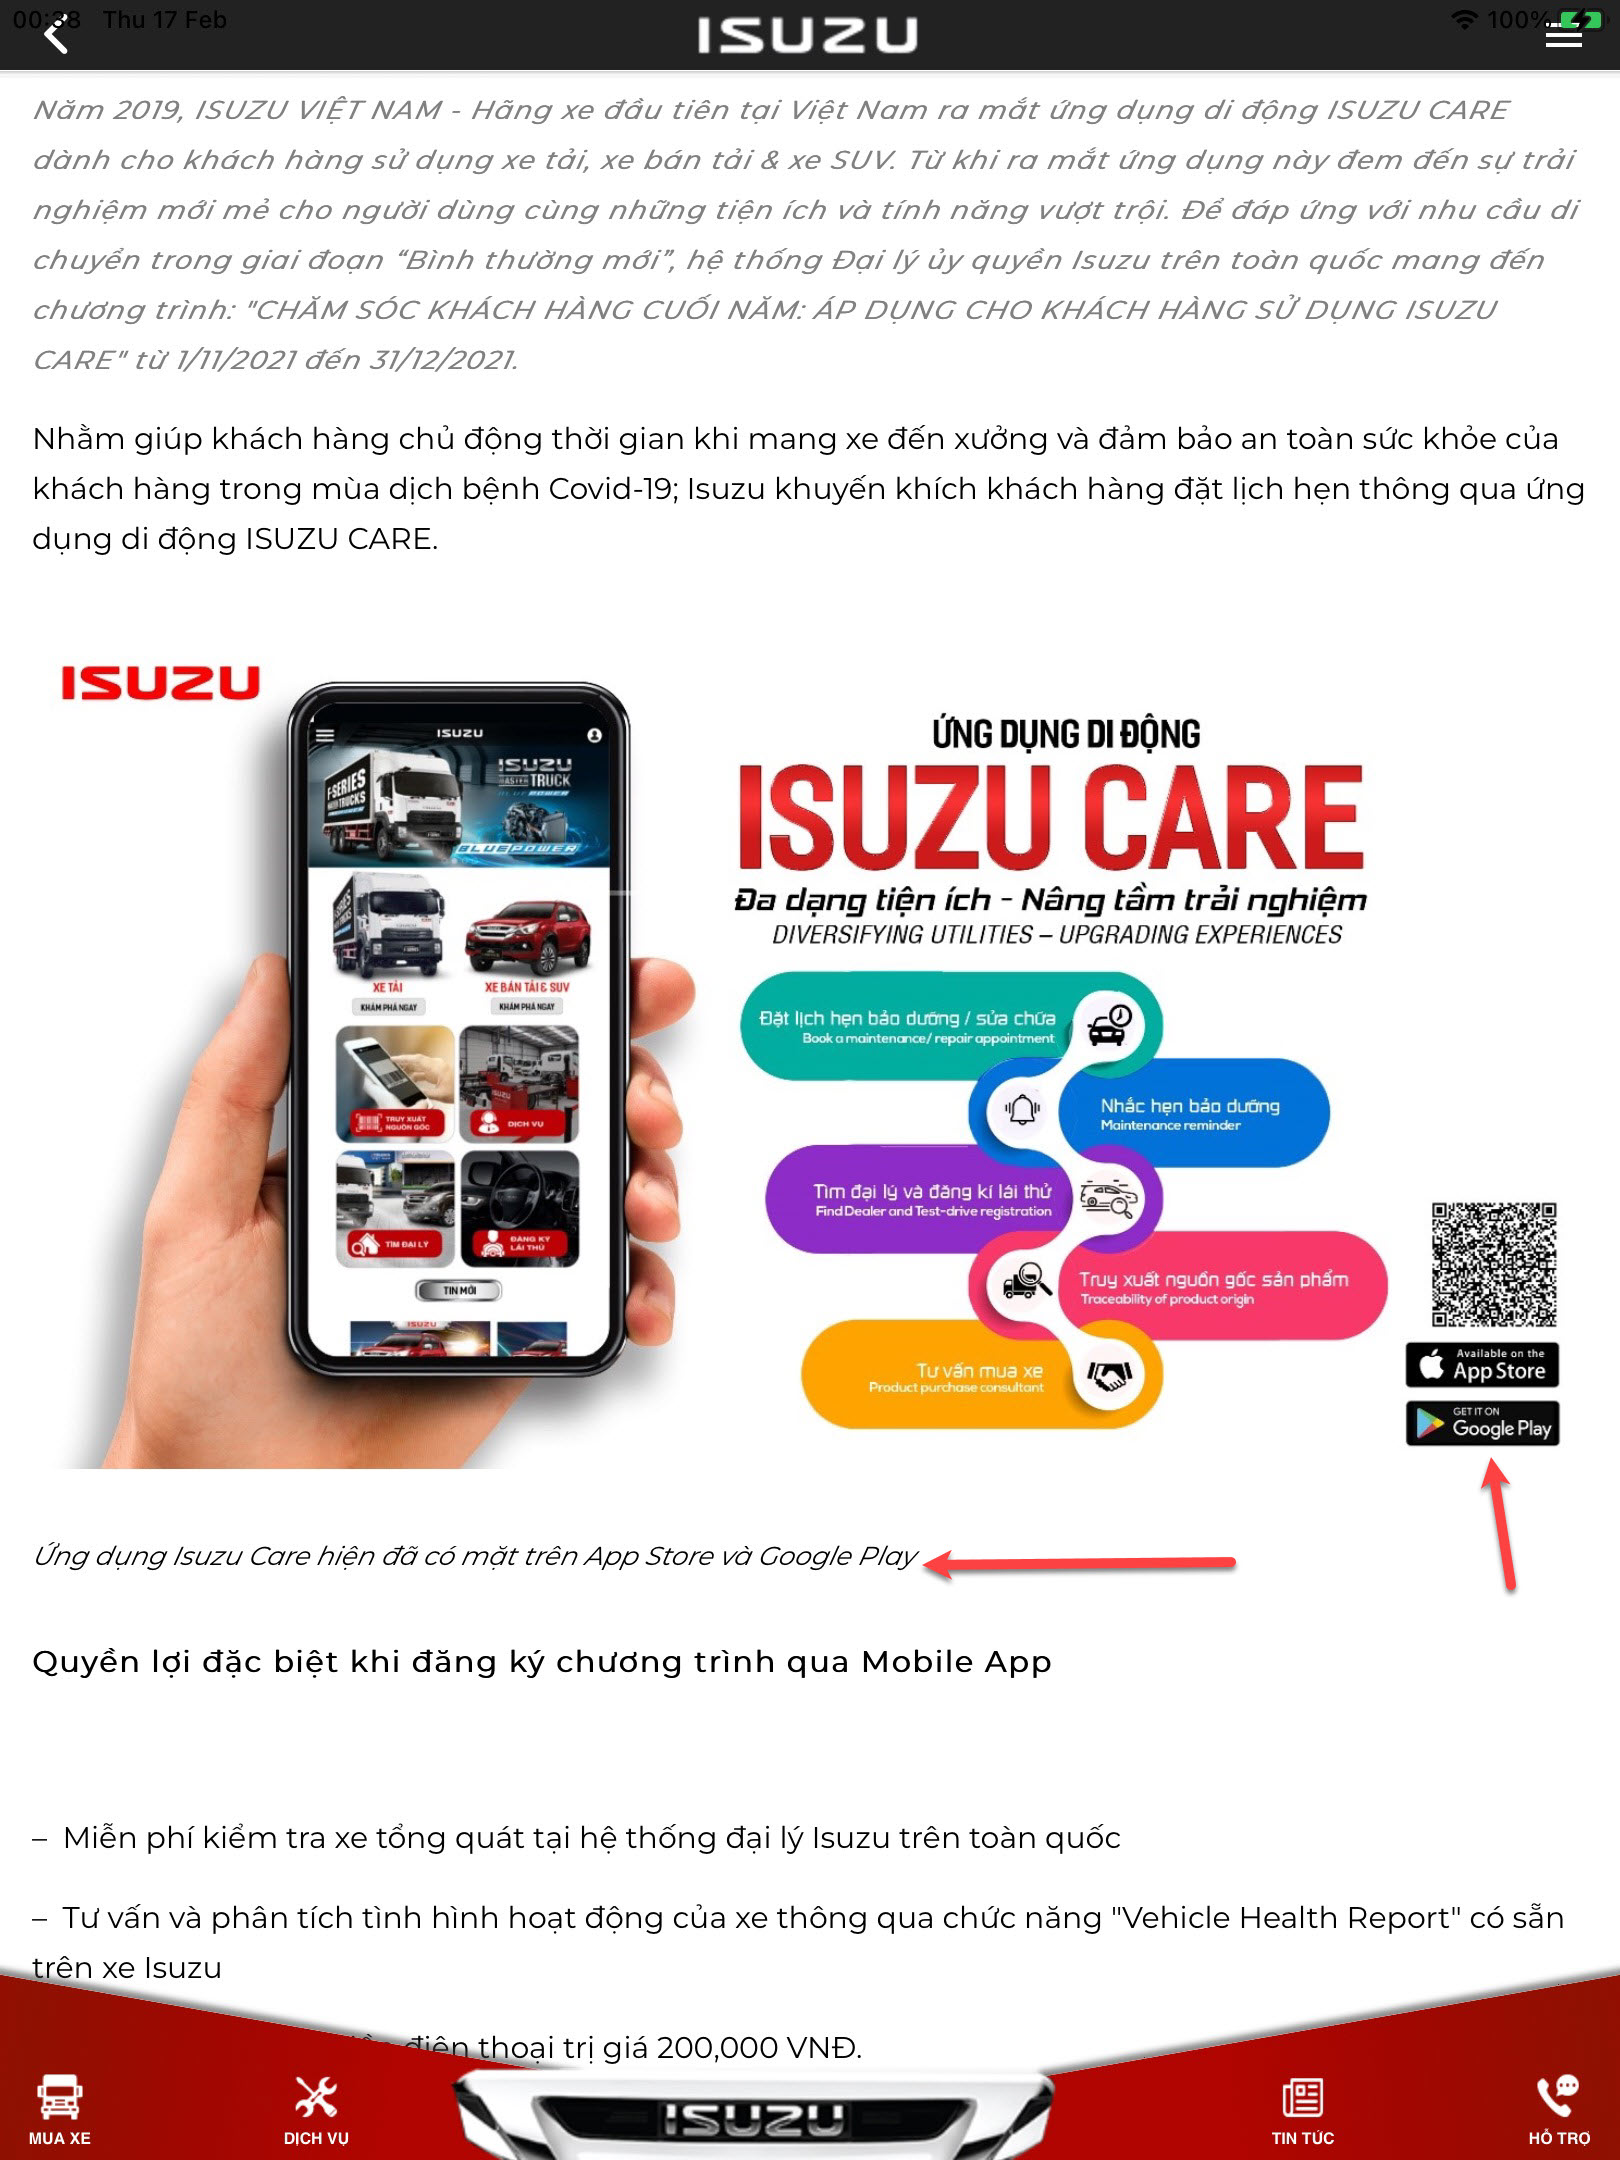 00:38 Thu 17 Feb
100%
ISUZU
Năm 2019, ISUZU VIỆT NAM - Hãng xe đầu tiên tại Việt Nam ra mắt ứng dụng di động ISUZU CARE
dành cho khách hàng sử dụng xe tải, xe bán tải & xe SUV. Từ khi ra mắt ứng dụng này đem đến sự trải
nghiệm mới mẻ cho người dùng cùng những tiện ích và tính năng vượt trội. Để đáp ứng với nhu cầu di
chuyển trong giai đoạn “Bình thường mới”, hệ thống Đại lý ủy quyền Isuzu trên toàn quốc mang đến
chương trình: "CHĂM SÓC KHÁCH HÀNG CUỐI NĂM: ÁP DỤNG CHO KHÁCH HÀNG SỬ DỤNG ISUZU
CARE" từ 1/11/2021 đến 31/12/2021.
Nhằm giúp khách hàng chủ động thời gian khi mang xe đến xưởng và đảm bảo an toàn sức khỏe của
khách hàng trong mùa dịch bệnh Covid-19; Isuzu khuyến khích khách hàng đặt lịch hẹn thông qua ứng
dụng di động ISUZU CARE.
ISUZU
ISUZU
F-SERIES
MASTER TRUCKS
ISUZU
MASTER TRUCK
BLUE POWER
BLUEPOWER
XE TẢI
XE BÁN TẢI & SUV
KHÁM PHÁ NGAY
KHÁM PHÁ NGAY
ISUZU
TRUY XUẤT
NGUỒN GỐC
DỊCH VỤ
TÌM ĐẠI LÝ
ĐĂNG KÝ
LÁI THỬ
TIN MỚI
ISUZU
ỨNG DỤNG DI ĐỘNG
ISUZU CARE
Đa dạng tiện ích - Nâng tầm trải nghiệm
DIVERSIFYING UTILITIES – UPGRADING EXPERIENCES
Đặt lịch hẹn bảo dưỡng / sửa chữa
Book a maintenance/ repair appointment
Nhắc hẹn bảo dưỡng
Maintenance reminder
Tìm đại lý và đăng kí lái thử
Find Dealer and Test-drive registration
Truy xuất nguồn gốc sản phẩm
Traceability of product origin
Tư vấn mua xe
Product purchase consultant
Available on the
App Store
GET IT ON
Google Play
Ứng dụng Isuzu Care hiện đã có mặt trên App Store và Google Play
Quyền lợi đặc biệt khi đăng ký chương trình qua Mobile App
– Miễn phí kiểm tra xe tổng quát tại hệ thống đại lý Isuzu trên toàn quốc
– Tư vấn và phân tích tình hình hoạt động của xe thông qua chức năng "Vehicle Health Report" có sẵn
trên xe Isuzu
điện thoại trị giá 200,000 VNĐ.
MUA XE
DỊCH VỤ
ISUZU
TIN TỨC
HỖ TRỢ